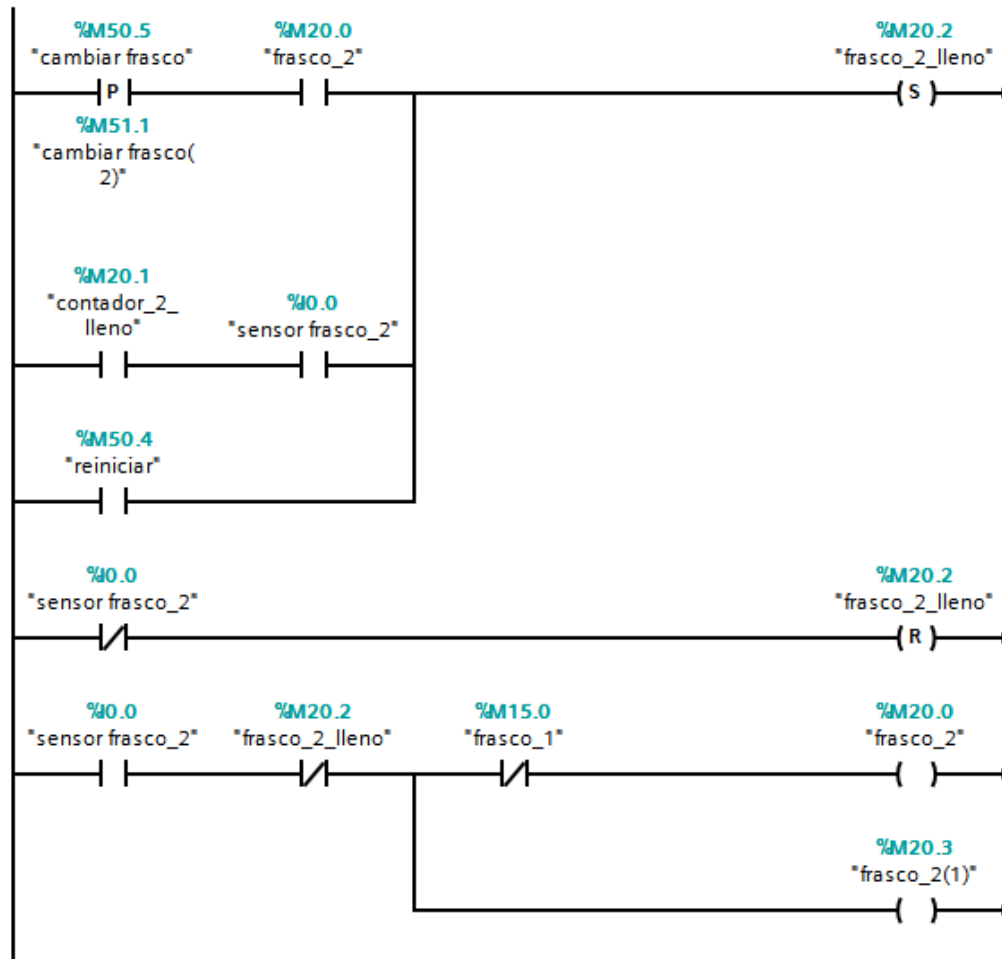 %M50.5
"cambiar frasco"
P
%M51.1
"cambiar frasco(
2)"
%M20.0
"frasco_2"
%M20.2
"frasco_2_lleno"
S
%M20.1
"contador_2_
lleno"
%I0.0
"sensor frasco_2"
%M50.4
"reiniciar"
%I0.0
"sensor frasco_2"
%M20.2
"frasco_2_lleno"
R
%I0.0
"sensor frasco_2"
%M20.2
"frasco_2_lleno"
%M15.0
"frasco_1"
%M20.0
"frasco_2"
%M20.3
"frasco_2(1)"